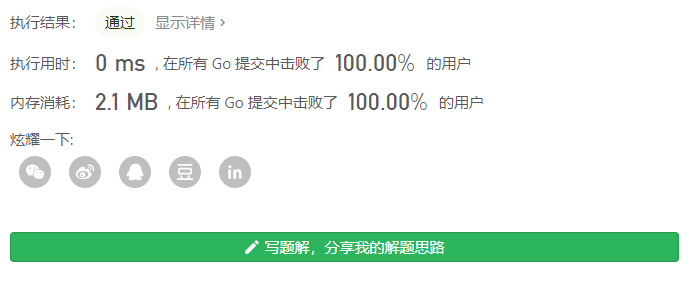 执行结果： 通过 显示详情 ›
执行用时： 0 ms , 在所有 Go 提交中击败了 100.00% 的用户
内存消耗： 2.1 MB , 在所有 Go 提交中击败了 100.00% 的用户
炫耀一下:
豆 in
写题解，分享我的解题思路